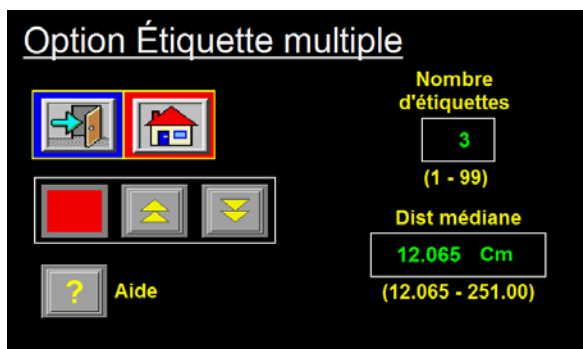 Option Étiquette multiple
Nombre
d'étiquettes
3
(1 - 99)
Dist médiane
12.065 Cm
(12.065 - 251.00)
?
Aide